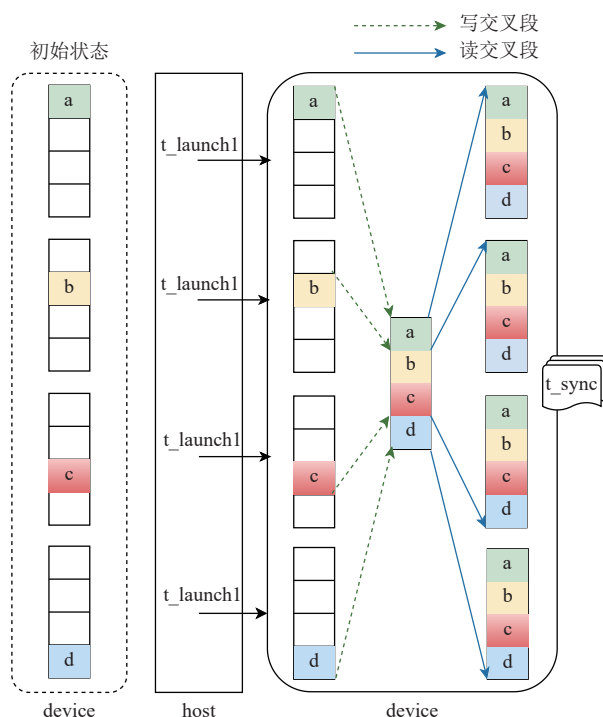 写交叉段
读交叉段
初始状态
a
b
c
d
t_launch1
t_launch1
t_launch1
t_launch1
a
b
c
d
a
b
c
d
a
b
c
d
a
b
c
d
a
b
c
d
a
b
c
d
t_sync
device
host
device